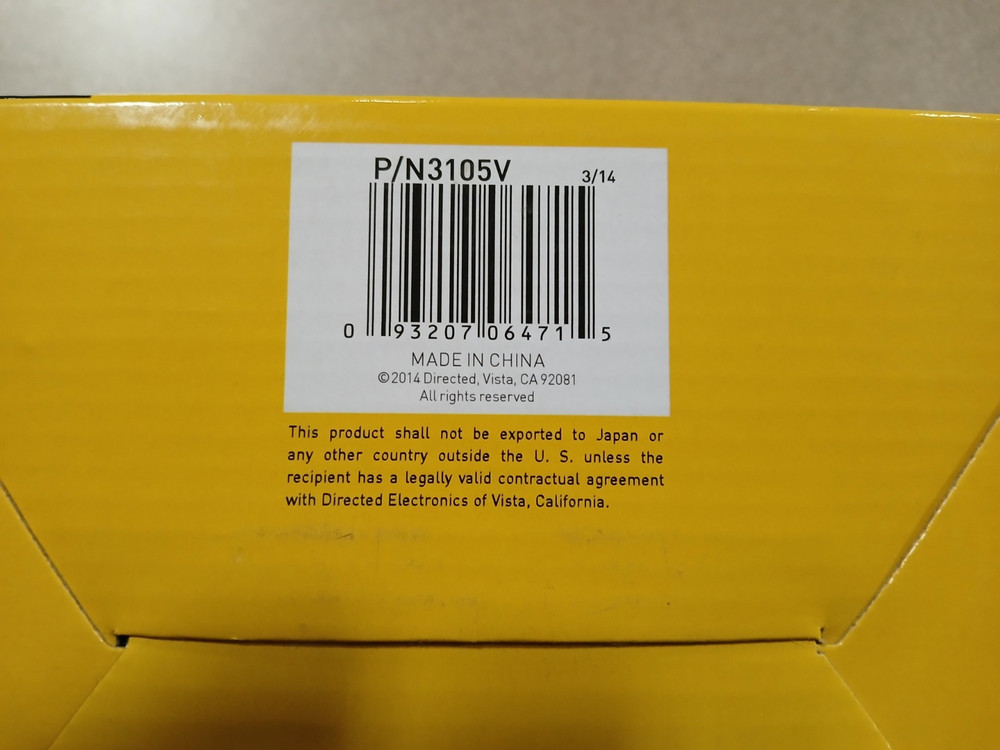 P/N3105V 3/14
0 93207 06471 5
MADE IN CHINA
©2014 Directed, Vista, CA 92081
All rights reserved
This product shall not be exported to Japan or
any other country outside the U. S. unless the
recipient has a legally valid contractual agreement
with Directed Electronics of Vista, California.